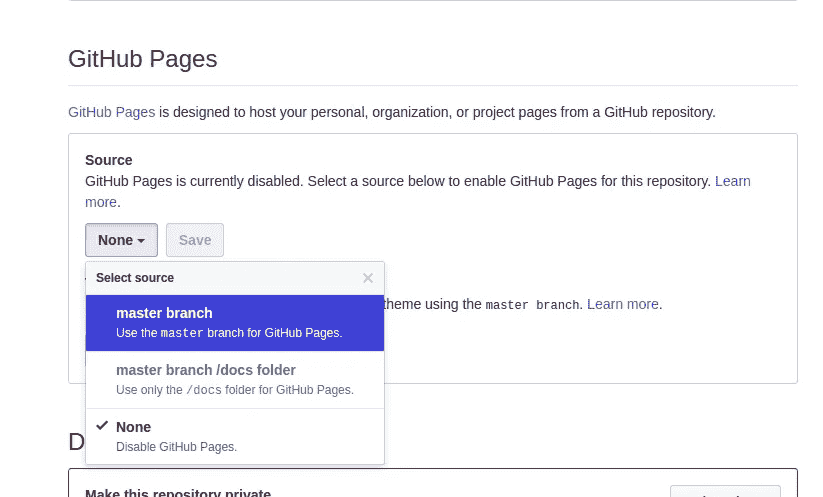 GitHub Pages
GitHub Pages is designed to host your personal, organization, or project pages from a GitHub repository.
Source
GitHub Pages is currently disabled. Select a source below to enable GitHub Pages for this repository. Learn
more.
None Save
Select source
master branch
Use the master branch for GitHub Pages.
theme using the master branch. Learn more.
master branch /docs folder
Use only the /docs folder for GitHub Pages.
None
Disable GitHub Pages.
D
Make this repository private